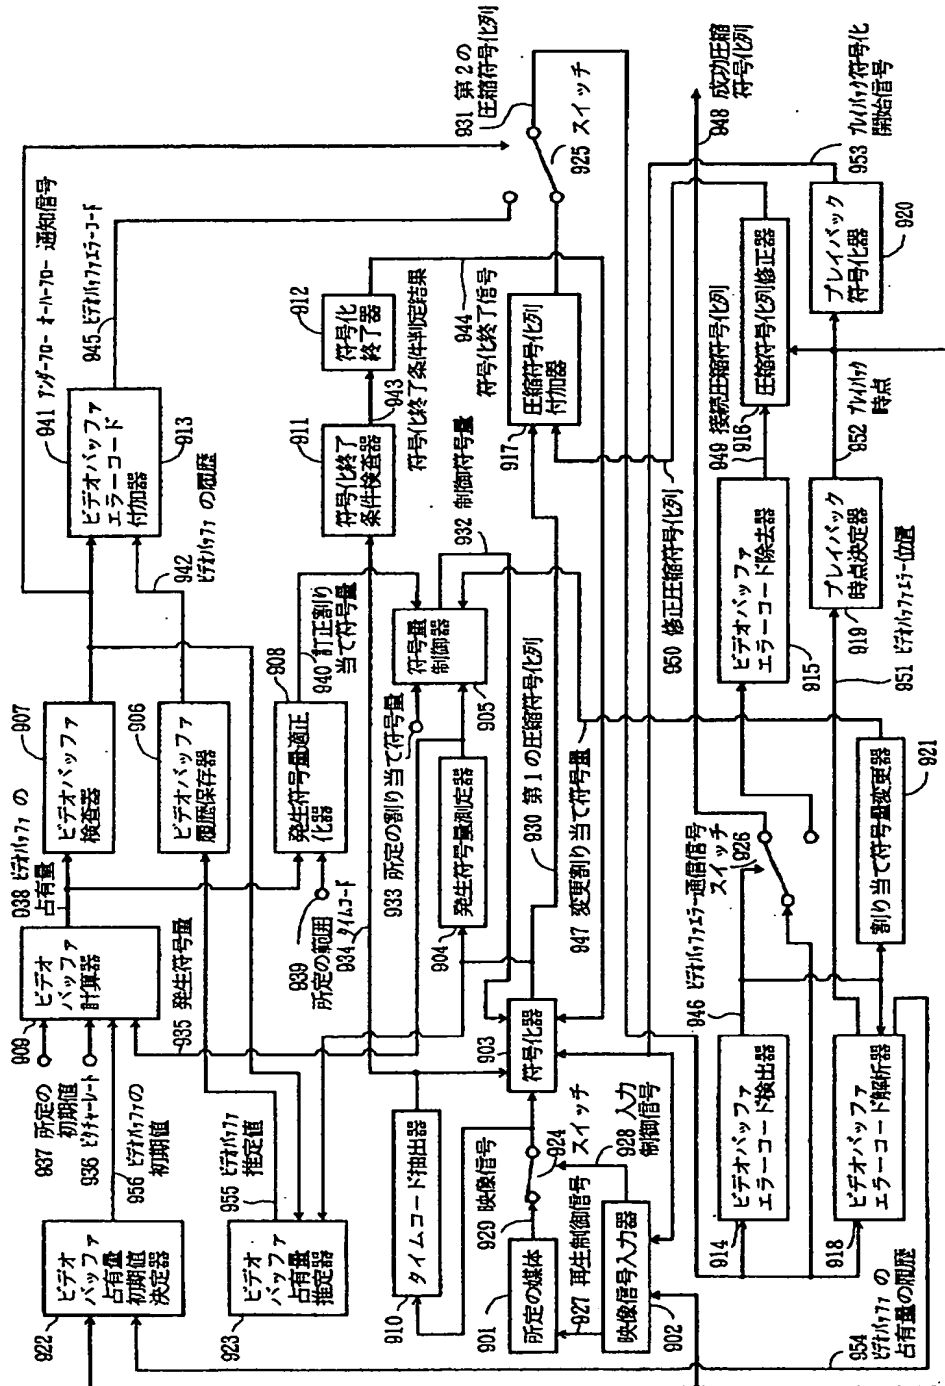 922
ビデオ
バッファ
占有量
初期値
決定器
923
ビデオ
バッファ
占有量
推定器
910
タイムコード抽出器
901
所定の媒体
927 再生制御信号
映像信号入力器
902
914
ビデオバッファ
エラーコード検出器
918
ビデオバッファ
エラーコード解析器
954
ビデオバッファ の
占有量の履歴
937 所定の
初期値
936 ピクチャーレート
956 ビデオバッファの
初期値
955 ビデオバッファ
推定値
929 映像信号
924
スイッチ
928 入力
制御信号
909
ビデオ
バッファ
計算器
935 発生符号量
903
符号化器
938 ビデオバッファ の
占有量
939
所定の範囲
934 タイムコード
904
発生符号量測定器
946 ビデオバッファエラー通信信号
スイッチ
926
割り当て符号量変更器
921
907
ビデオバッファ
検査器
906
ビデオバッファ
履歴保存器
908
発生符号量適正
化器
933 所定の割り当て符号量
905
930 第1の圧縮符号化列
947 変更割り当て符号量
940 訂正割り
当て符号量
符号量
制御器
932 制御符号量
950 修正圧縮符号化列
951 ビデオバッファエラー位置
941 アンダーフロー オーバーフロー 通知信号
945 ビデオバッファエラーコード
ビデオバッファ
エラーコード
付加器
913
942
ビデオバッファ の履歴
911
符号化終了
条件検査器
943
符号化終了条件判定結果
912
符号化
終了器
944
符号化終了信号
917
圧縮符号化列
付加器
ビデオバッファ
エラーコード除去器
915
949 接続圧縮符号化列
916
圧縮符号化列修正器
プレイバック
時点決定器
919
952 プレイバック
時点
プレイバック
符号化器
920
931 第2の
圧縮符号化列
925 スイッチ
948 成功圧縮
符号化列
953 プレイバック符号化
開始信号